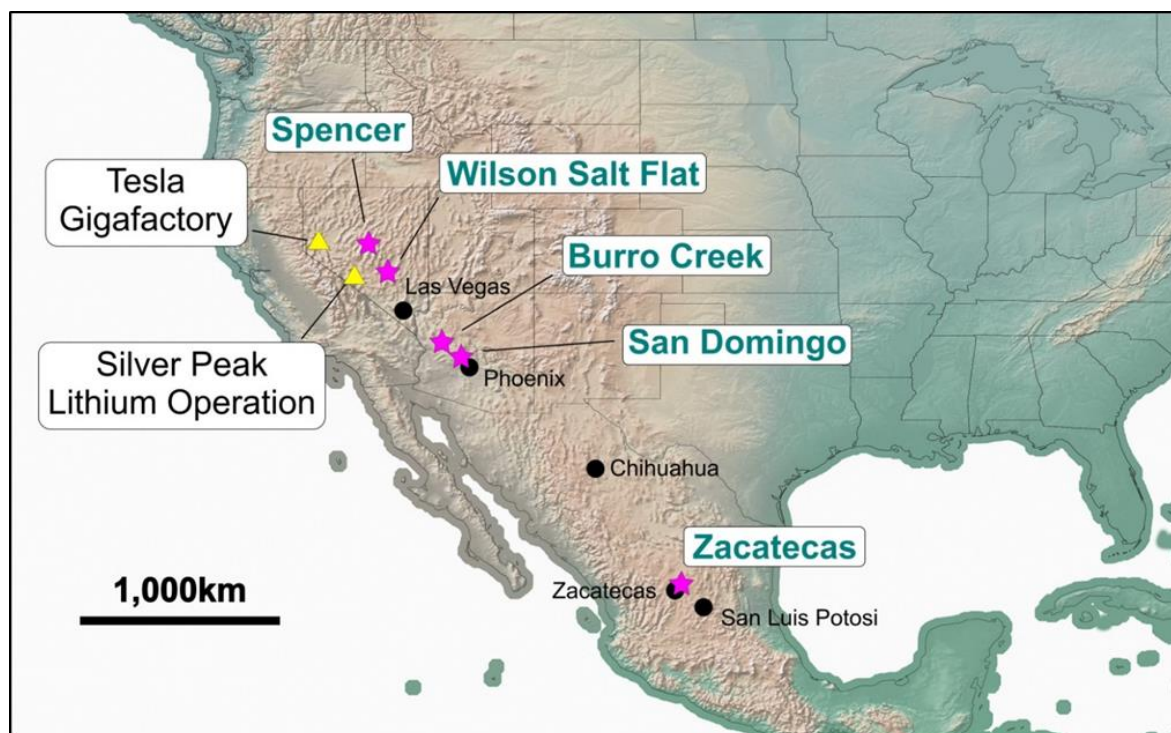 Spencer
Tesla
Gigafactory
Wilson Salt Flat
Burro Creek
Las Vegas
San Domingo
Silver Peak
Lithium Operation
Phoenix
Chihuahua
Zacatecas
1,000km
Zacatecas
San Luis Potosi